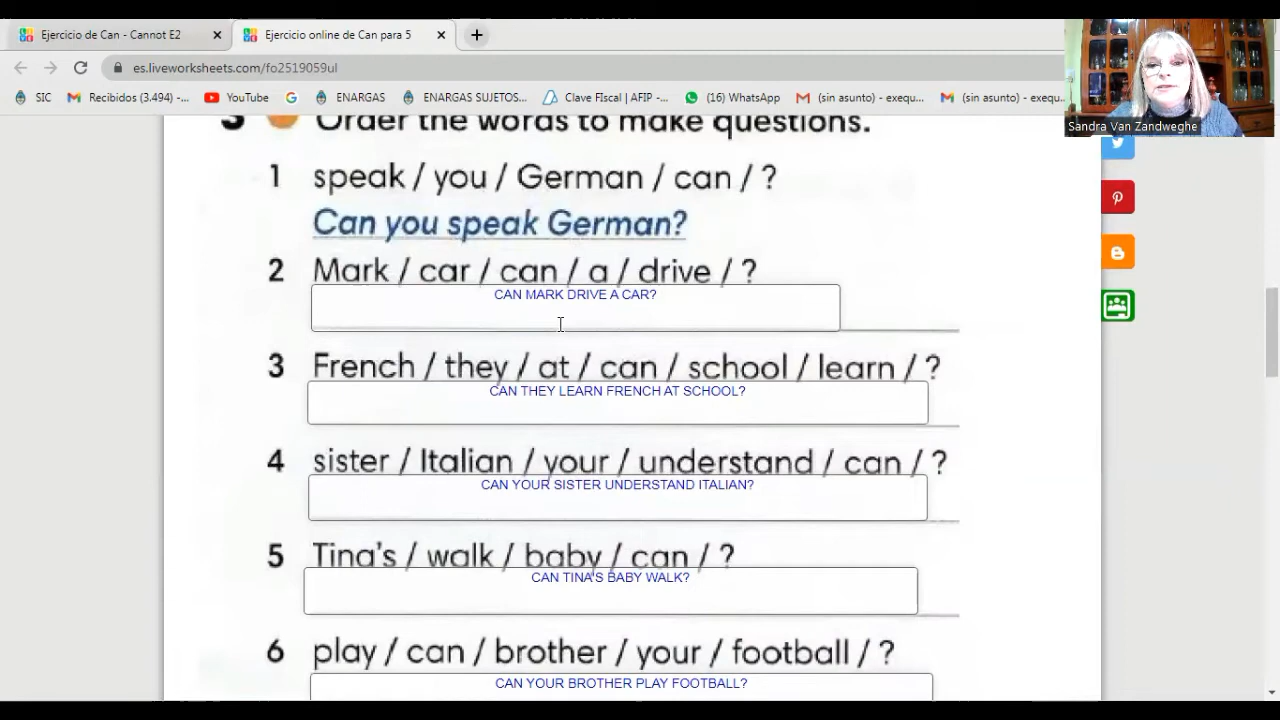 Ejercicio de Can - Cannot E2
Ejercicio online de Can para 5
es.liveworksheets.com/fo2519059ul
SIC
Recibidos (3.494) -...
YouTube
ENARGAS
ENARGAS SUJETOS...
Clave FIscal | AFIP -...
(16) WhatsApp
(sin asunto) - exequ...
(sin asunto) - exequ...
Sandra Van Zandweghe
3 Order the words to make questions.
1 speak / you / German / can / ?
Can you speak German?
2 Mark / car / can / a / drive / ?
CAN MARK DRIVE A CAR?
3 French / they / at / can / school / learn / ?
CAN THEY LEARN FRENCH AT SCHOOL?
4 sister / Italian / your / understand / can / ?
CAN YOUR SISTER UNDERSTAND ITALIAN?
5 Tina's / walk / baby / can / ?
CAN TINA'S BABY WALK?
6 play / can / brother / your / football / ?
CAN YOUR BROTHER PLAY FOOTBALL?